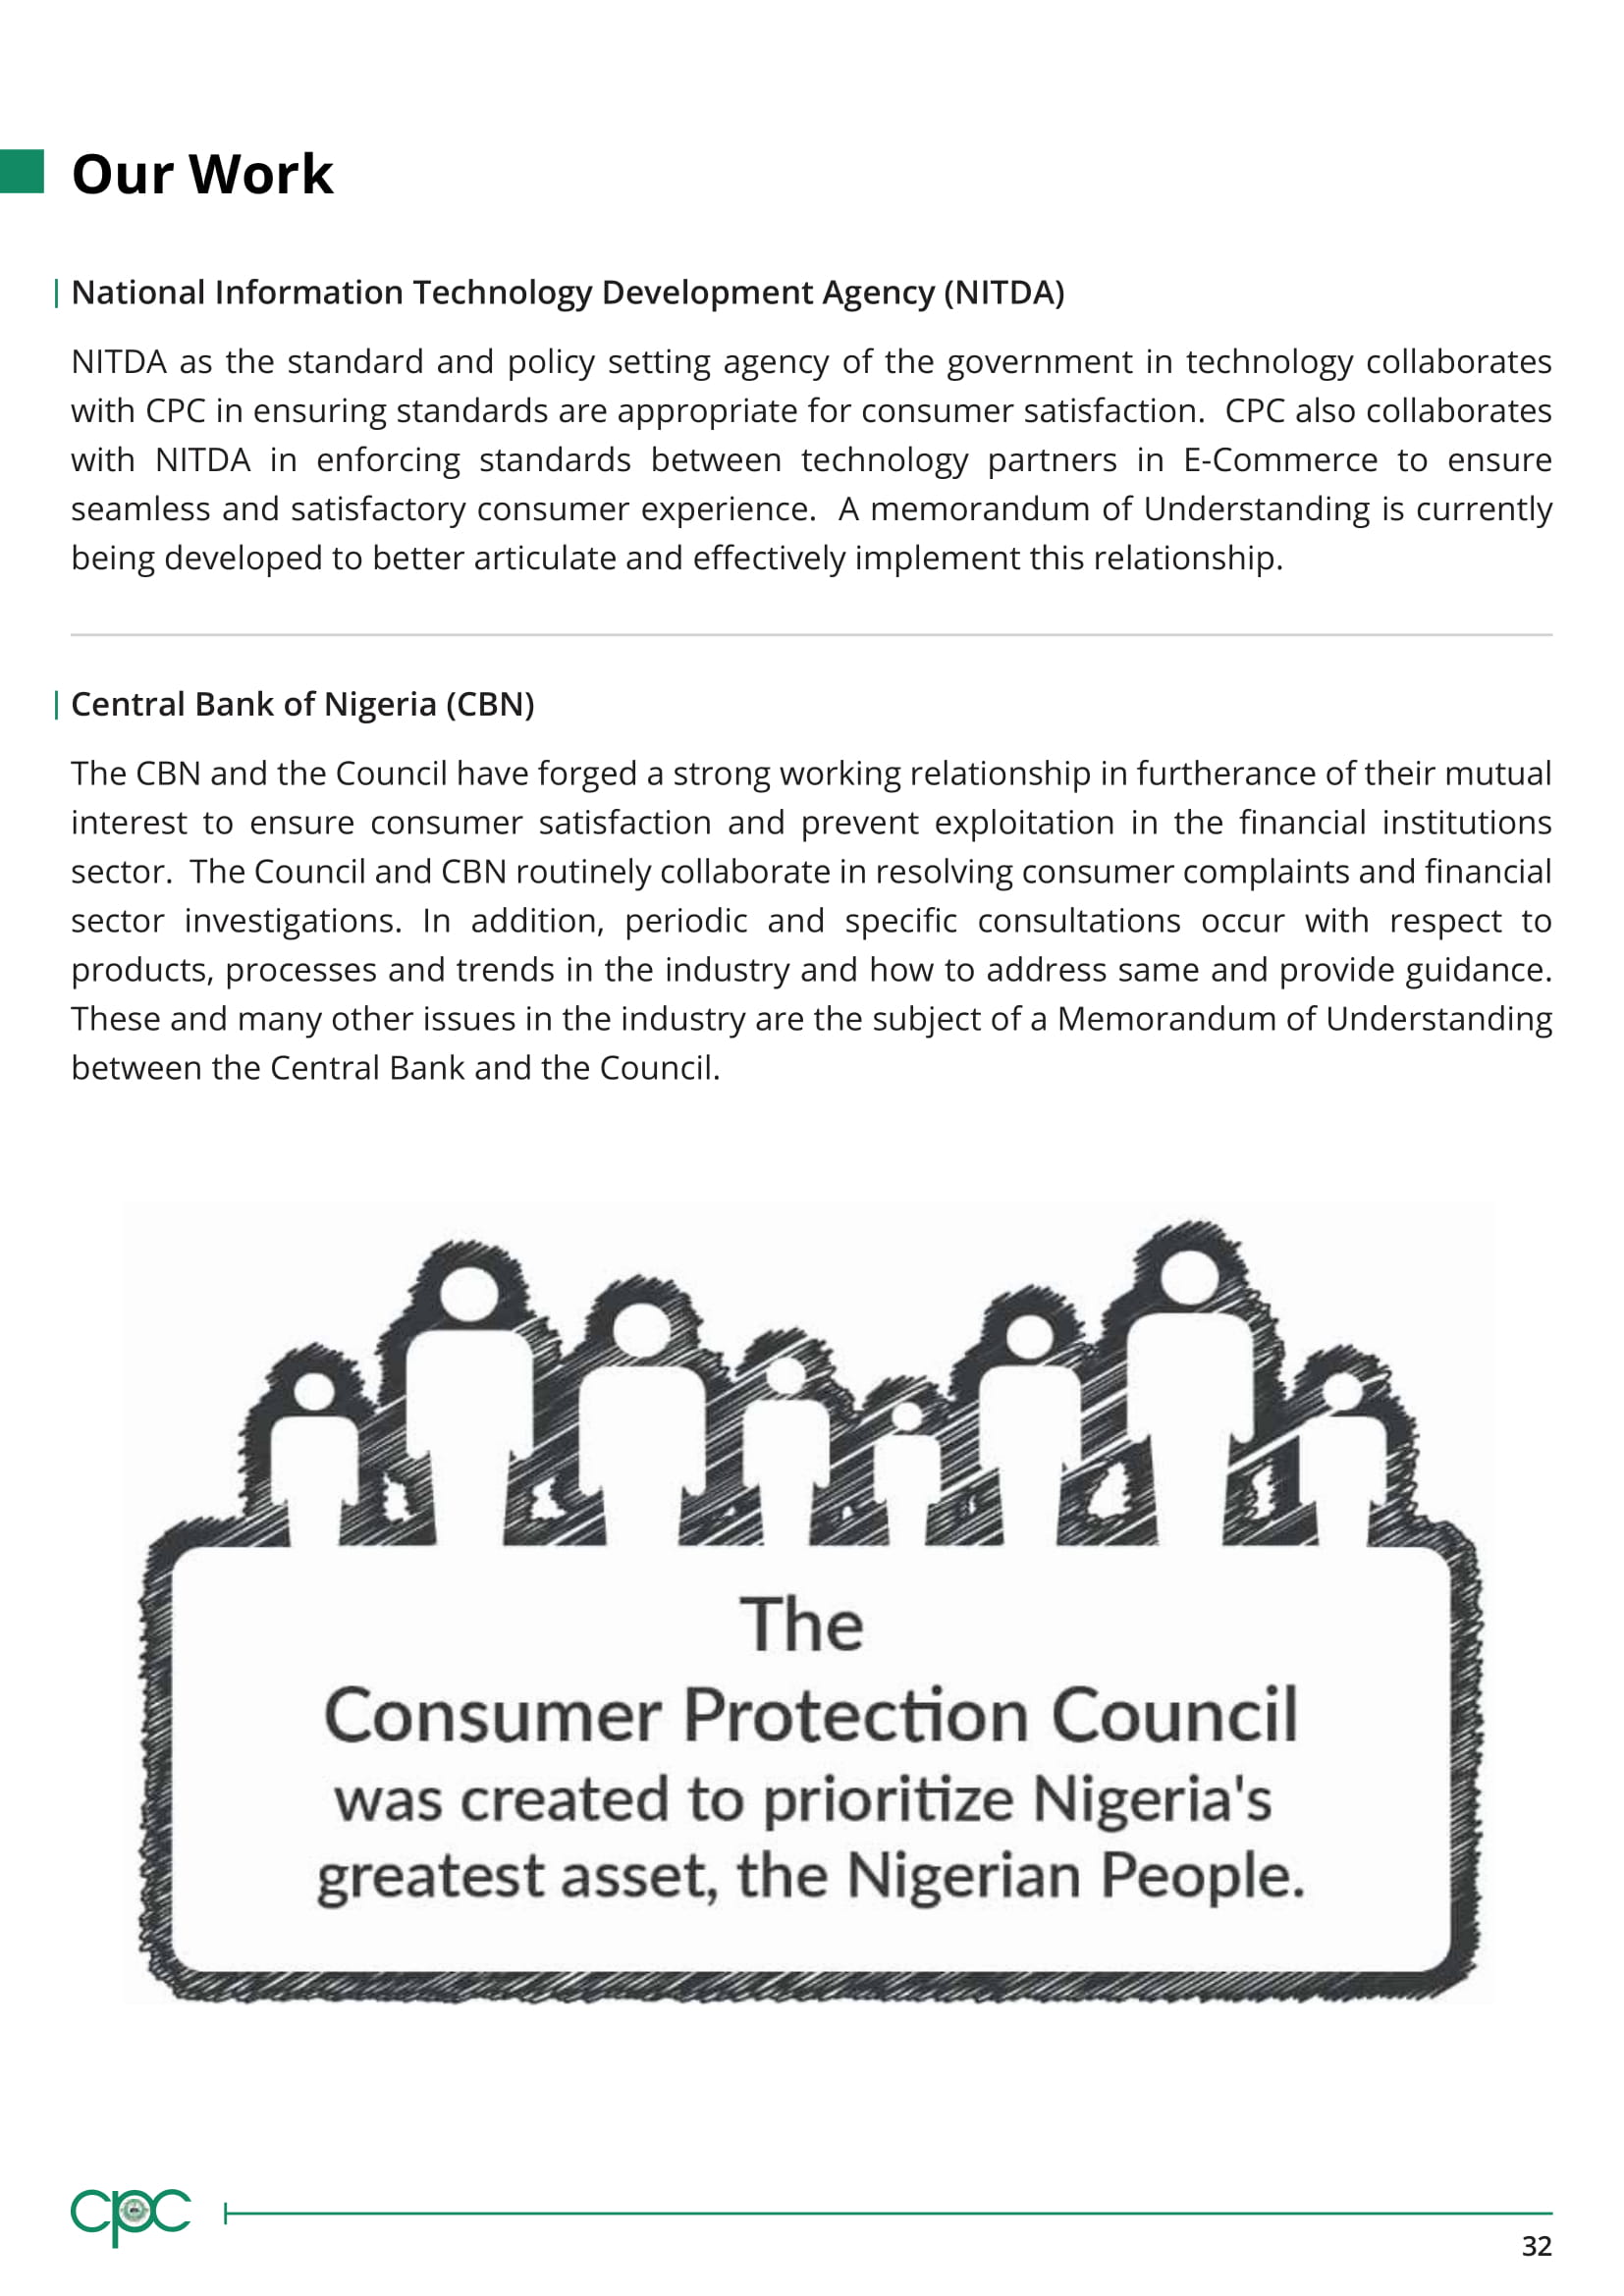 Our Work
National Information Technology Development Agency (NITDA)
NITDA as the standard and policy setting agency of the government in technology collaborates
with CPC in ensuring standards are appropriate for consumer satisfaction.  CPC also collaborates
with NITDA in enforcing standards between technology partners in E-Commerce to ensure
seamless and satisfactory consumer experience.  A memorandum of Understanding is currently
being developed to better articulate and effectively implement this relationship.
Central Bank of Nigeria (CBN)
The CBN and the Council have forged a strong working relationship in furtherance of their mutual
interest to ensure consumer satisfaction and prevent exploitation in the financial institutions
sector.  The Council and CBN routinely collaborate in resolving consumer complaints and financial
sector investigations. In addition, periodic and specific consultations occur with respect to
products, processes and trends in the industry and how to address same and provide guidance.
These and many other issues in the industry are the subject of a Memorandum of Understanding
between the Central Bank and the Council.
The
Consumer Protection Council
was created to prioritize Nigeria's
greatest asset, the Nigerian People.
cpc
32